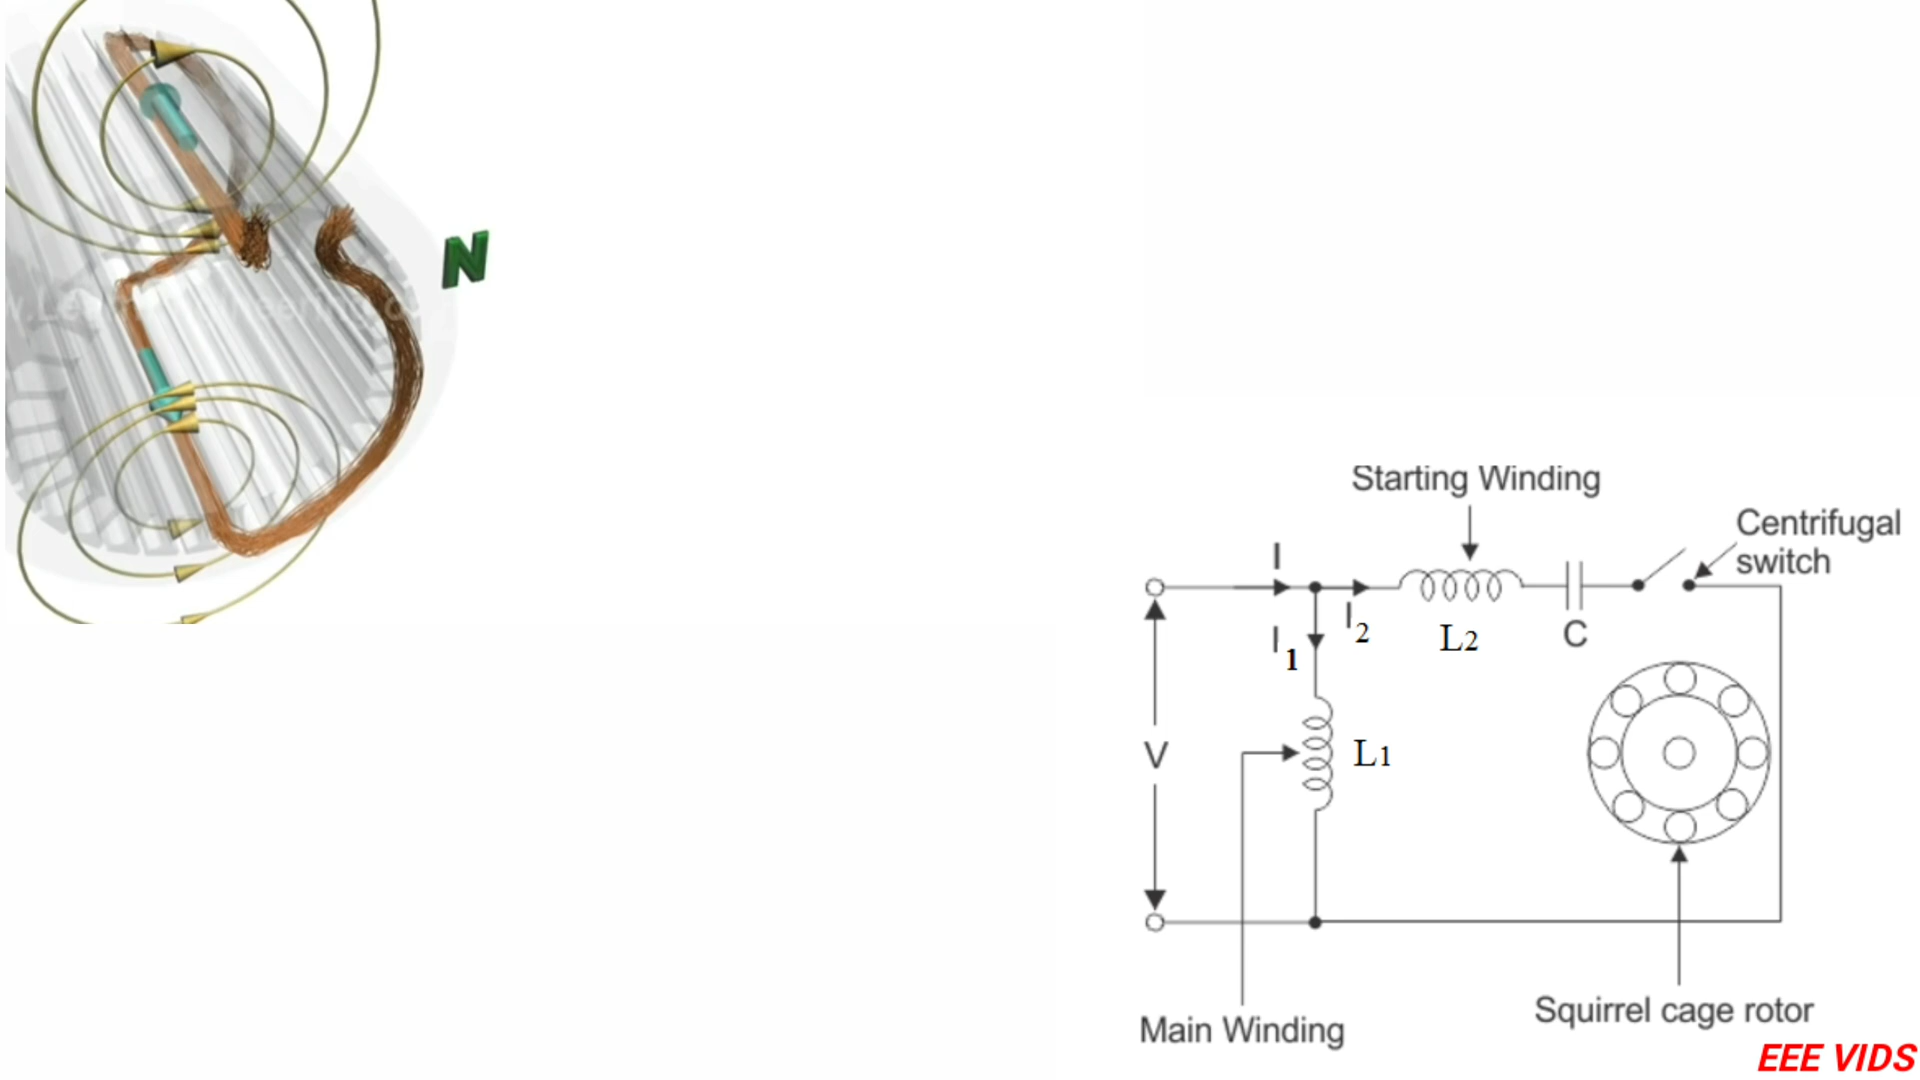 N
Starting Winding
Centrifugal
switch
I
I2
I1
L2
C
V
L1
Main Winding
Squirrel cage rotor
EEE VIDS